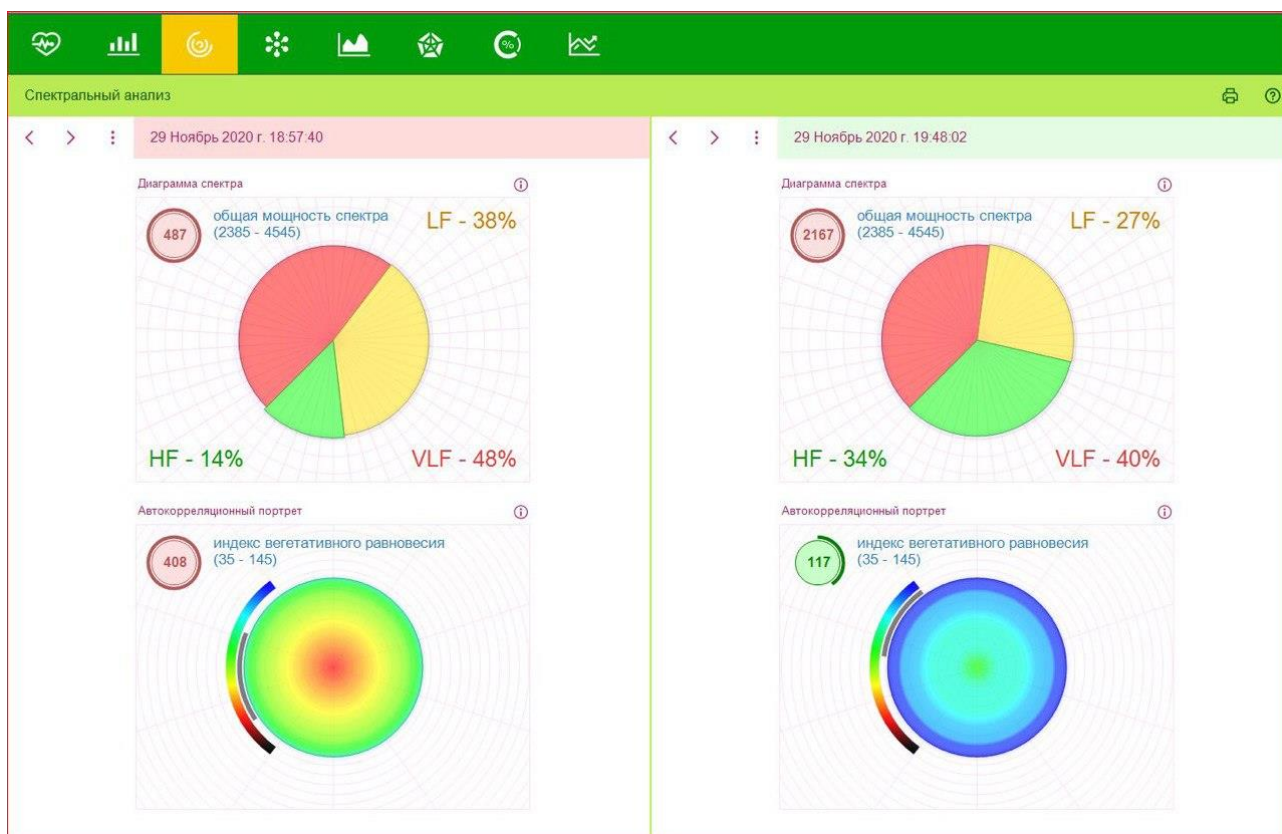 Спектральный анализ
29 Ноябрь 2020 г. 18:57:40
Диаграмма спектра
487
общая мощность спектра
(2385 - 4545)
LF - 38%
HF - 14%
VLF - 48%
Автокорреляционный портрет
408
индекс вегетативного равновесия
(35 - 145)
29 Ноябрь 2020 г. 19:48:02
Диаграмма спектра
2167
общая мощность спектра
(2385 - 4545)
LF - 27%
HF - 34%
VLF - 40%
Автокорреляционный портрет
117
индекс вегетативного равновесия
(35 - 145)